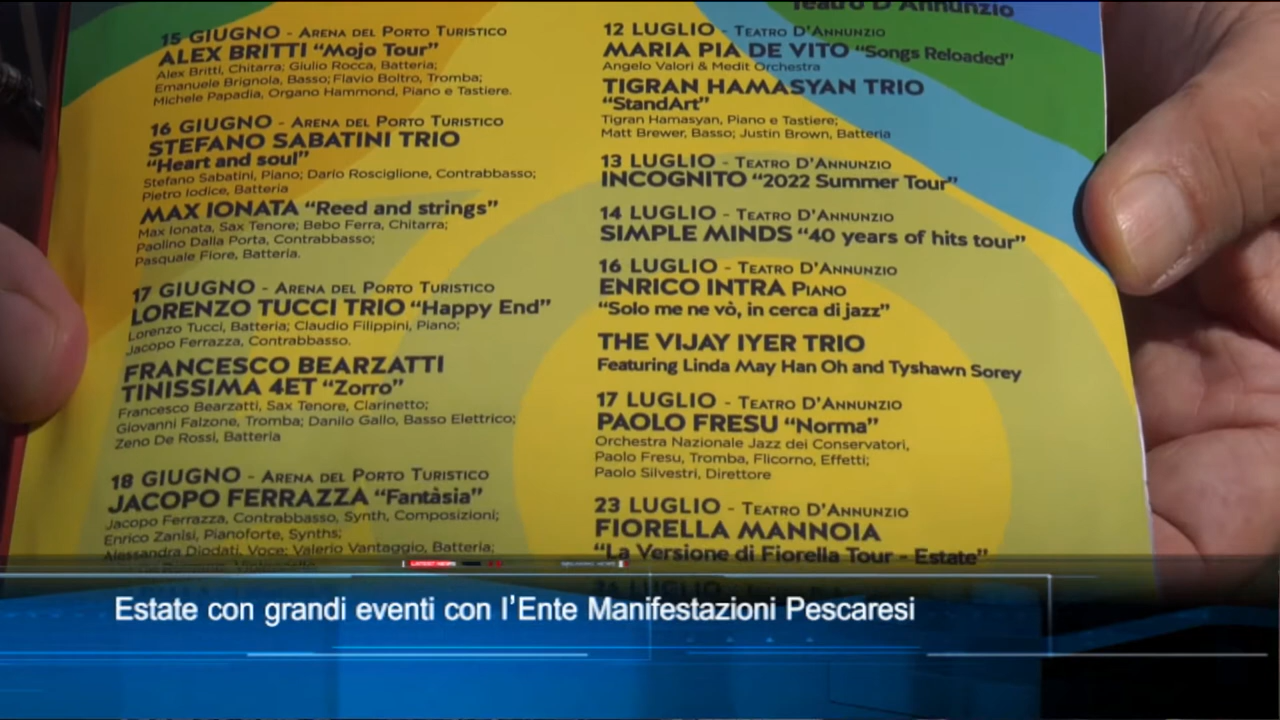 15 GIUGNO - ARENA DEL PORTO TURISTICO
ALEX BRITTI “Mojo Tour”
Alex Britti, Chitarra; Giulio Rocca, Batteria;
Emanuele Brignola, Basso; Flavio Boltro, Tromba;
Michele Papadia, Organo Hammond, Piano e Tastiere.
16 GIUGNO - ARENA DEL PORTO TURISTICO
STEFANO SABATINI TRIO
“Heart and soul”
Stefano Sabatini, Piano; Dario Rosciglione, Contrabbasso;
Pietro Iodice, Batteria
MAX IONATA “Reed and strings”
Max Ionata, Sax Tenore; Bebo Ferra, Chitarra;
Paolino Dalla Porta, Contrabbasso;
Pasquale Fiore, Batteria.
17 GIUGNO - ARENA DEL PORTO TURISTICO
LORENZO TUCCI TRIO “Happy End”
Lorenzo Tucci, Batteria; Claudio Filippini, Piano;
Jacopo Ferrazza, Contrabbasso.
FRANCESCO BEARZATTI
TINISSIMA 4ET “Zorro”
Francesco Bearzatti, Sax Tenore, Clarinetto;
Giovanni Falzone, Tromba; Danilo Gallo, Basso Elettrico;
Zeno De Rossi, Batteria
18 GIUGNO - ARENA DEL PORTO TURISTICO
JACOPO FERRAZZA “Fantàsia”
Jacopo Ferrazza, Contrabbasso, Synth, Composizioni;
Enrico Zanisi, Pianoforte, Synths;
Alessandra Diodati, Voce; Valerio Vantaggio, Batteria;
Teatro D'Annunzio
12 LUGLIO - TEATRO D'ANNUNZIO
MARIA PIA DE VITO “Songs Reloaded”
Angelo Valori & Medit Orchestra
TIGRAN HAMASYAN TRIO
“StandArt”
Tigran Hamasyan, Piano e Tastiere;
Matt Brewer, Basso; Justin Brown, Batteria
13 LUGLIO - TEATRO D'ANNUNZIO
INCOGNITO “2022 Summer Tour”
14 LUGLIO - TEATRO D'ANNUNZIO
SIMPLE MINDS “40 years of hits tour”
16 LUGLIO - TEATRO D'ANNUNZIO
ENRICO INTRA PIANO
“Solo me ne vò, in cerca di jazz”
THE VIJAY IYER TRIO
Featuring Linda May Han Oh and Tyshawn Sorey
17 LUGLIO - TEATRO D'ANNUNZIO
PAOLO FRESU “Norma”
Orchestra Nazionale Jazz dei Conservatori,
Paolo Fresu, Tromba, Flicorno, Effetti;
Paolo Silvestri, Direttore
23 LUGLIO - TEATRO D'ANNUNZIO
FIORELLA MANNOIA
“La Versione di Fiorella Tour - Estate”
LATEST NEWS
Estate con grandi eventi con l'Ente Manifestazioni Pescaresi